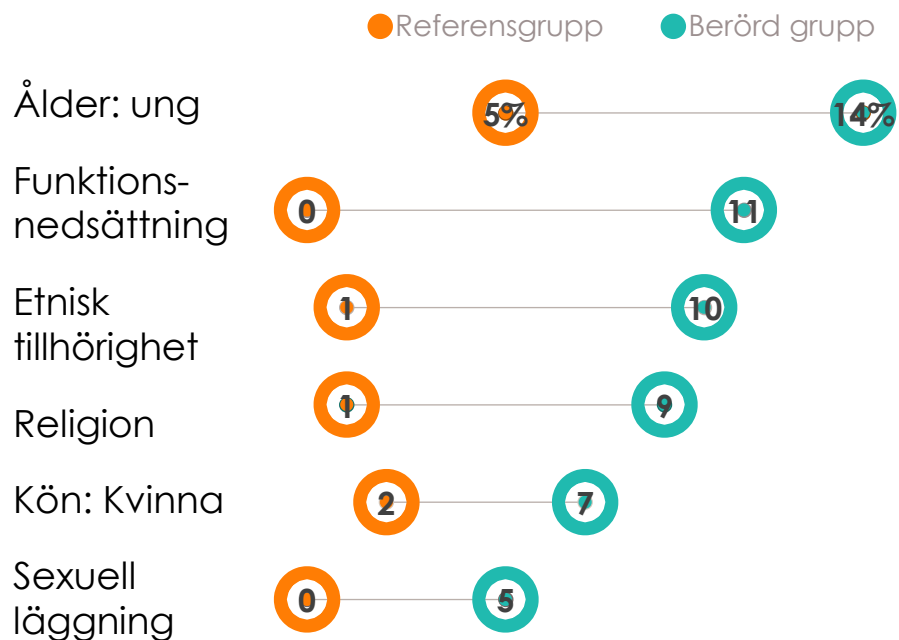 Referensgrupp Berörd grupp
Ålder: ung 5% 14%
Funktions-
nedsättning 0 11
Etnisk
tillhörighet 1 10
Religion 1 9
Kön: Kvinna 2 7
Sexuell
läggning 0 5